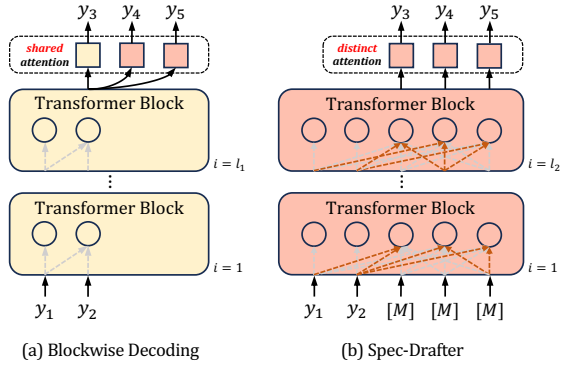 y₃ y₄ y₅
shared
attention
Transformer Block
i = l₁
⋮
Transformer Block
i = 1
y₁ y₂
(a) Blockwise Decoding
y₃ y₄ y₅
distinct
attention
Transformer Block
i = l₂
⋮
Transformer Block
i = 1
y₁ y₂ [M] [M] [M]
(b) Spec-Drafter